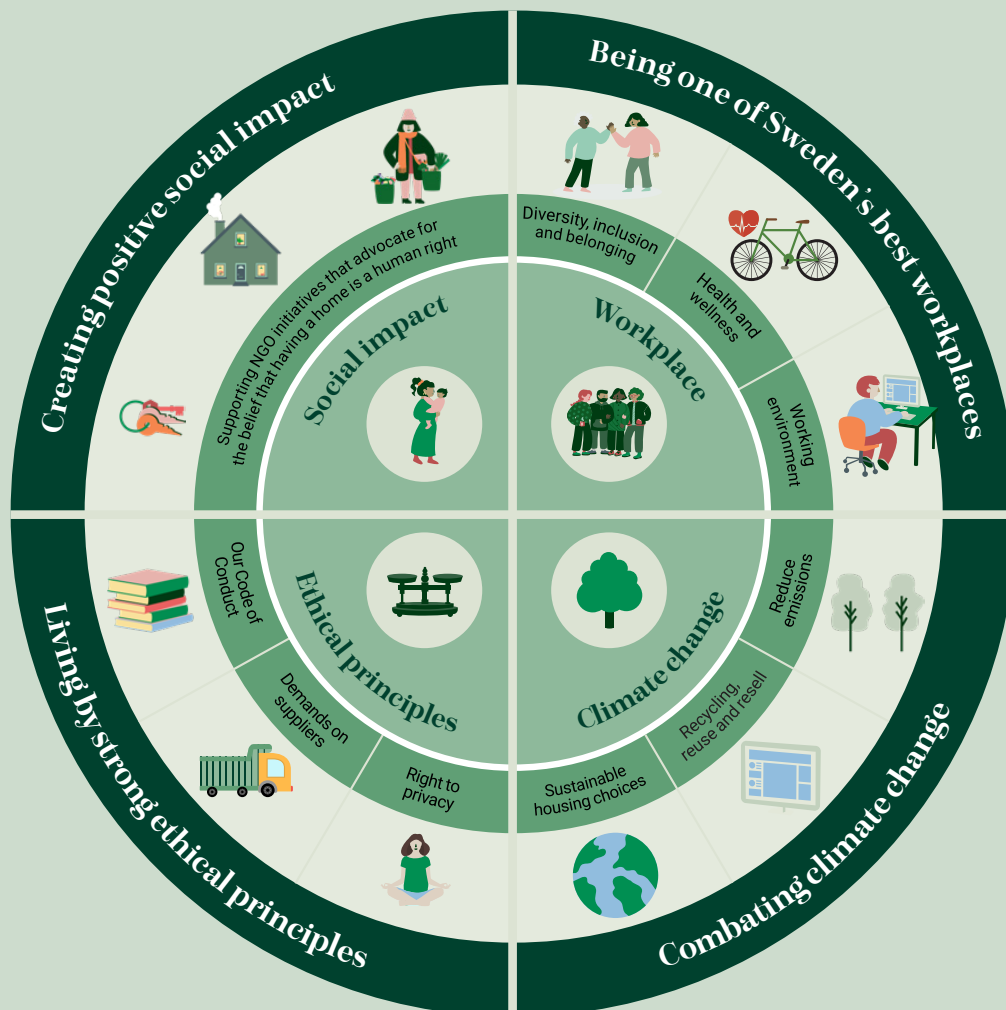 Creating positive social impact
Supporting NGO initiatives that advocate for
the belief that having a home is a human right
Social impact
Being one of Sweden's best workplaces
Diversity, inclusion
and belonging
Health and
wellness
Working
environment
Workplace
Living by strong ethical principles
Our Code of
Conduct
Demands on
suppliers
Right to
privacy
Ethical principles
Combating climate change
Reduce
emissions
Recycling,
reuse and resell
Sustainable
housing choices
Climate change